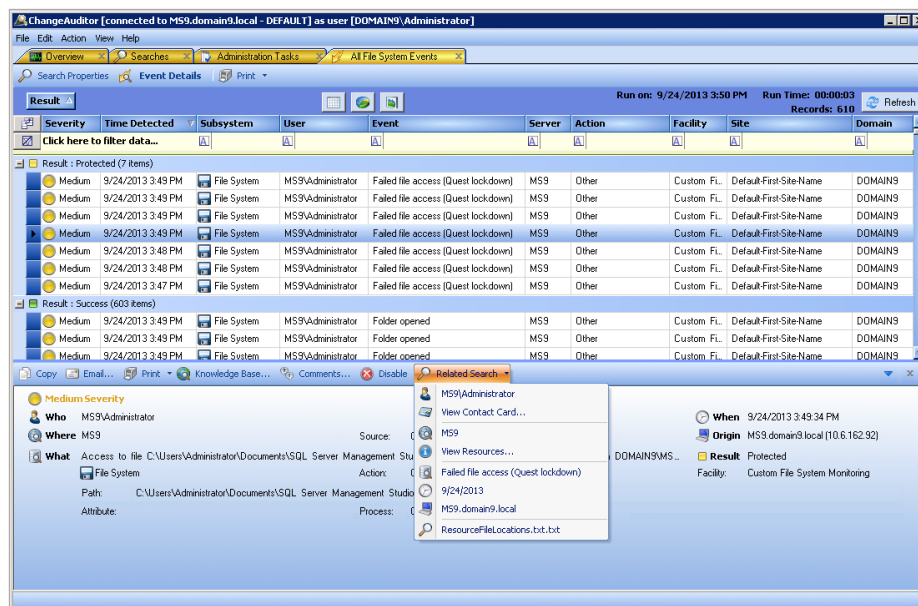 ChangeAuditor [connected to MS9.domain9.local - DEFAULT] as user [DOMAIN9\Administrator]
File Edit Action View Help
Overview Searches Administration Tasks All File System Events
Search Properties Event Details Print
Result Run on: 9/24/2013 3:50 PM Run Time: 00:00:03
Records: 610 Refresh
Severity Time Detected Subsystem User Event Server Action Facility Site Domain
Click here to filter data...
Result : Protected (7 items)
Medium 9/24/2013 3:49 PM File System MS9\Administrator Failed file access (Quest lockdown) MS9 Other Custom Fi... Default-First-Site-Name DOMAIN9
Medium 9/24/2013 3:49 PM File System MS9\Administrator Failed file access (Quest lockdown) MS9 Other Custom Fi... Default-First-Site-Name DOMAIN9
Medium 9/24/2013 3:49 PM File System MS9\Administrator Failed file access (Quest lockdown) MS9 Other Custom Fi... Default-First-Site-Name DOMAIN9
Medium 9/24/2013 3:49 PM File System MS9\Administrator Failed file access (Quest lockdown) MS9 Other Custom Fi... Default-First-Site-Name DOMAIN9
Medium 9/24/2013 3:48 PM File System MS9\Administrator Failed file access (Quest lockdown) MS9 Other Custom Fi... Default-First-Site-Name DOMAIN9
Medium 9/24/2013 3:48 PM File System MS9\Administrator Failed file access (Quest lockdown) MS9 Other Custom Fi... Default-First-Site-Name DOMAIN9
Medium 9/24/2013 3:47 PM File System MS9\Administrator Failed file access (Quest lockdown) MS9 Other Custom Fi... Default-First-Site-Name DOMAIN9
Result : Success (603 items)
Medium 9/24/2013 3:49 PM File System MS9\Administrator Folder opened MS9 Other Custom Fi... Default-First-Site-Name DOMAIN9
Medium 9/24/2013 3:49 PM File System MS9\Administrator Folder opened MS9 Other Custom Fi... Default-First-Site-Name DOMAIN9
Medium 9/24/2013 3:49 PM File System MS9\Administrator Folder opened MS9 Other Custom Fi... Default-First-Site-Name DOMAIN9
Copy Email... Print Knowledge Base... Comments... Disable Related Search
Medium Severity
Who MS9\Administrator When 9/24/2013 3:49:34 PM
Where MS9 Source: Origin MS9.domain9.local (10.6.162.92)
What Access to file C:\Users\Administrator\Documents\SQL Server Management Stu DOMAIN9\MS... Result Protected
File System Action: Facility: Custom File System Monitoring
Path: C:\Users\Administrator\Documents\SQL Server Management Studio
Attribute: Process:
MS9\Administrator
View Contact Card...
MS9
View Resources...
Failed file access (Quest lockdown)
9/24/2013
MS9.domain9.local
ResourceFileLocations.txt.txt